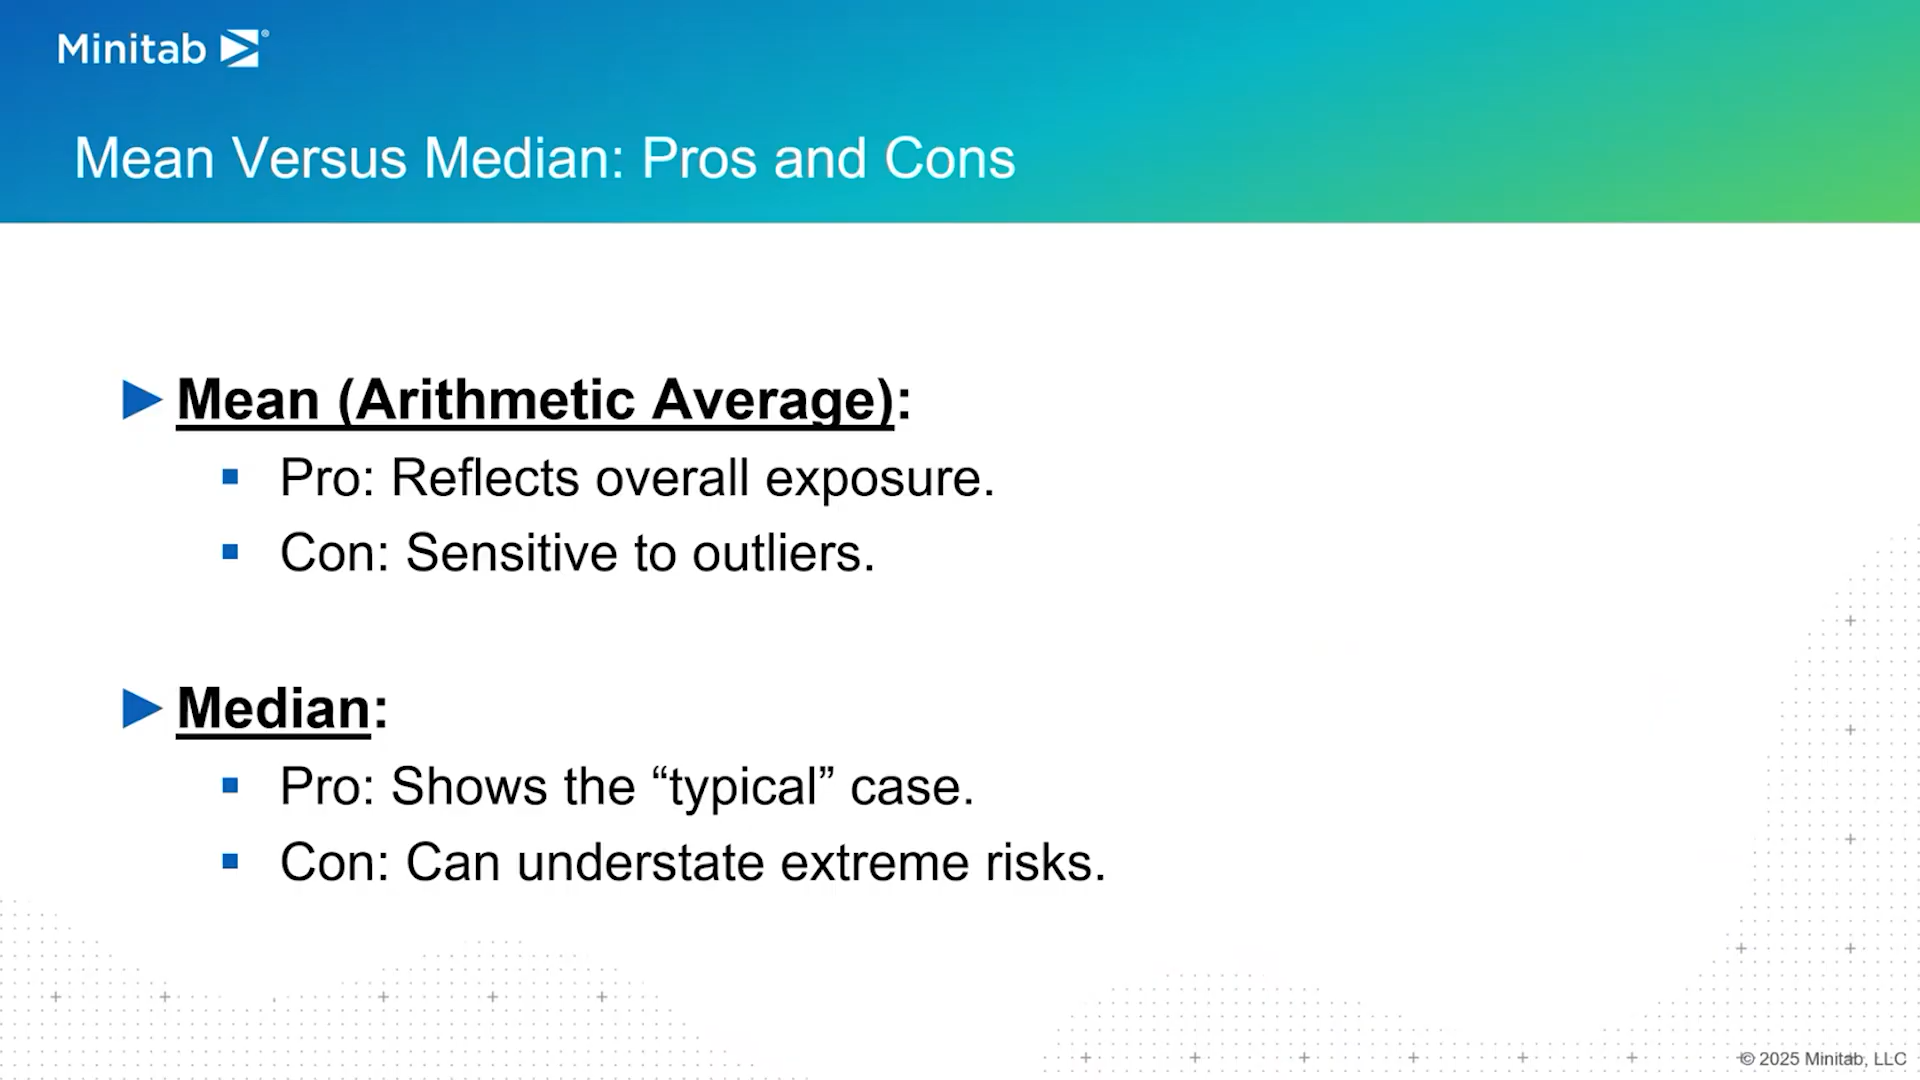 Minitab
Mean Versus Median: Pros and Cons
Mean (Arithmetic Average):
Pro: Reflects overall exposure.
Con: Sensitive to outliers.
Median:
Pro: Shows the “typical” case.
Con: Can understate extreme risks.
© 2025 Minitab, LLC